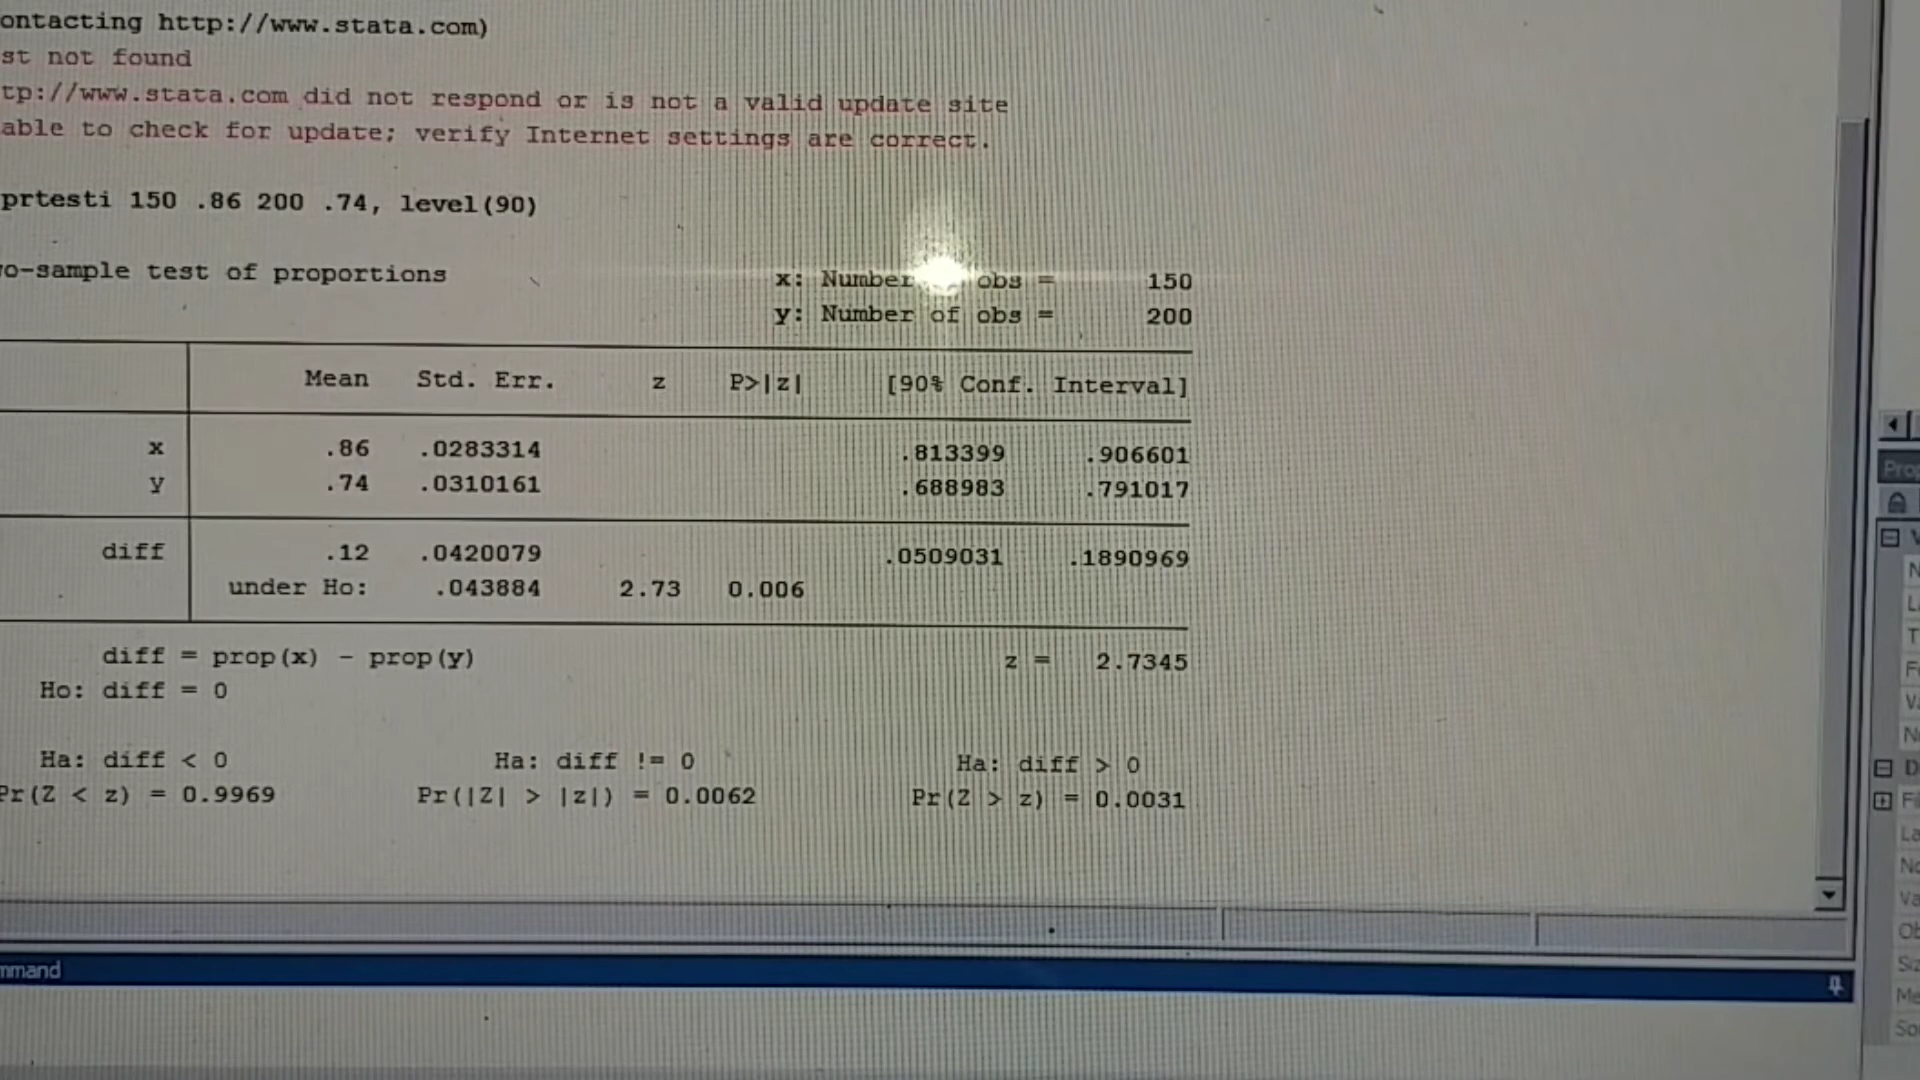 ontacting http://www.stata.com)
st not found
tp://www.stata.com did not respond or is not a valid update site
able to check for update; verify Internet settings are correct.
prtesti 150 .86 200 .74, level(90)
o-sample test of proportions x: Number obs = 150
y: Number of obs = 200
Mean Std. Err. z P>|z| [90% Conf. Interval]
x .86 .0283314 .813399 .906601
y .74 .0310161 .688983 .791017
diff .12 .0420079 .0509031 .1890969
under Ho: .043884 2.73 0.006
diff = prop(x) - prop(y) z = 2.7345
Ho: diff = 0
Ha: diff < 0 Ha: diff != 0 Ha: diff > 0
Pr(Z < z) = 0.9969 Pr(|Z| > |z|) = 0.0062 Pr(Z > z) = 0.0031
mmand
Prop